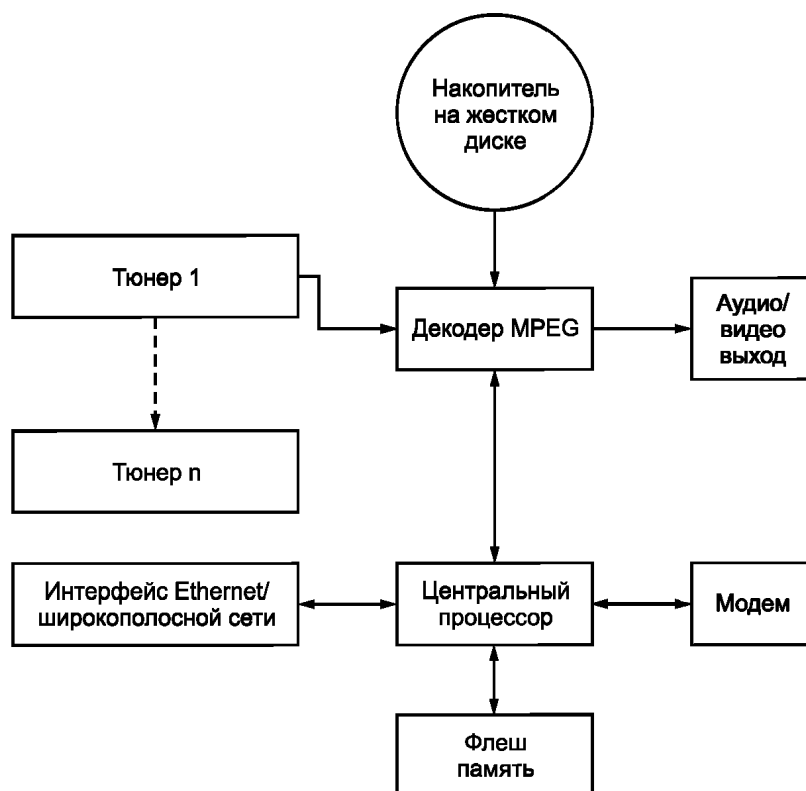 Накопитель
на жестком
диске
Тюнер 1
Декодер MPEG
Аудио/
видео
выход
Тюнер n
Интерфейс Ethernet/
широкополосной сети
Центральный
процессор
Модем
Флеш
память